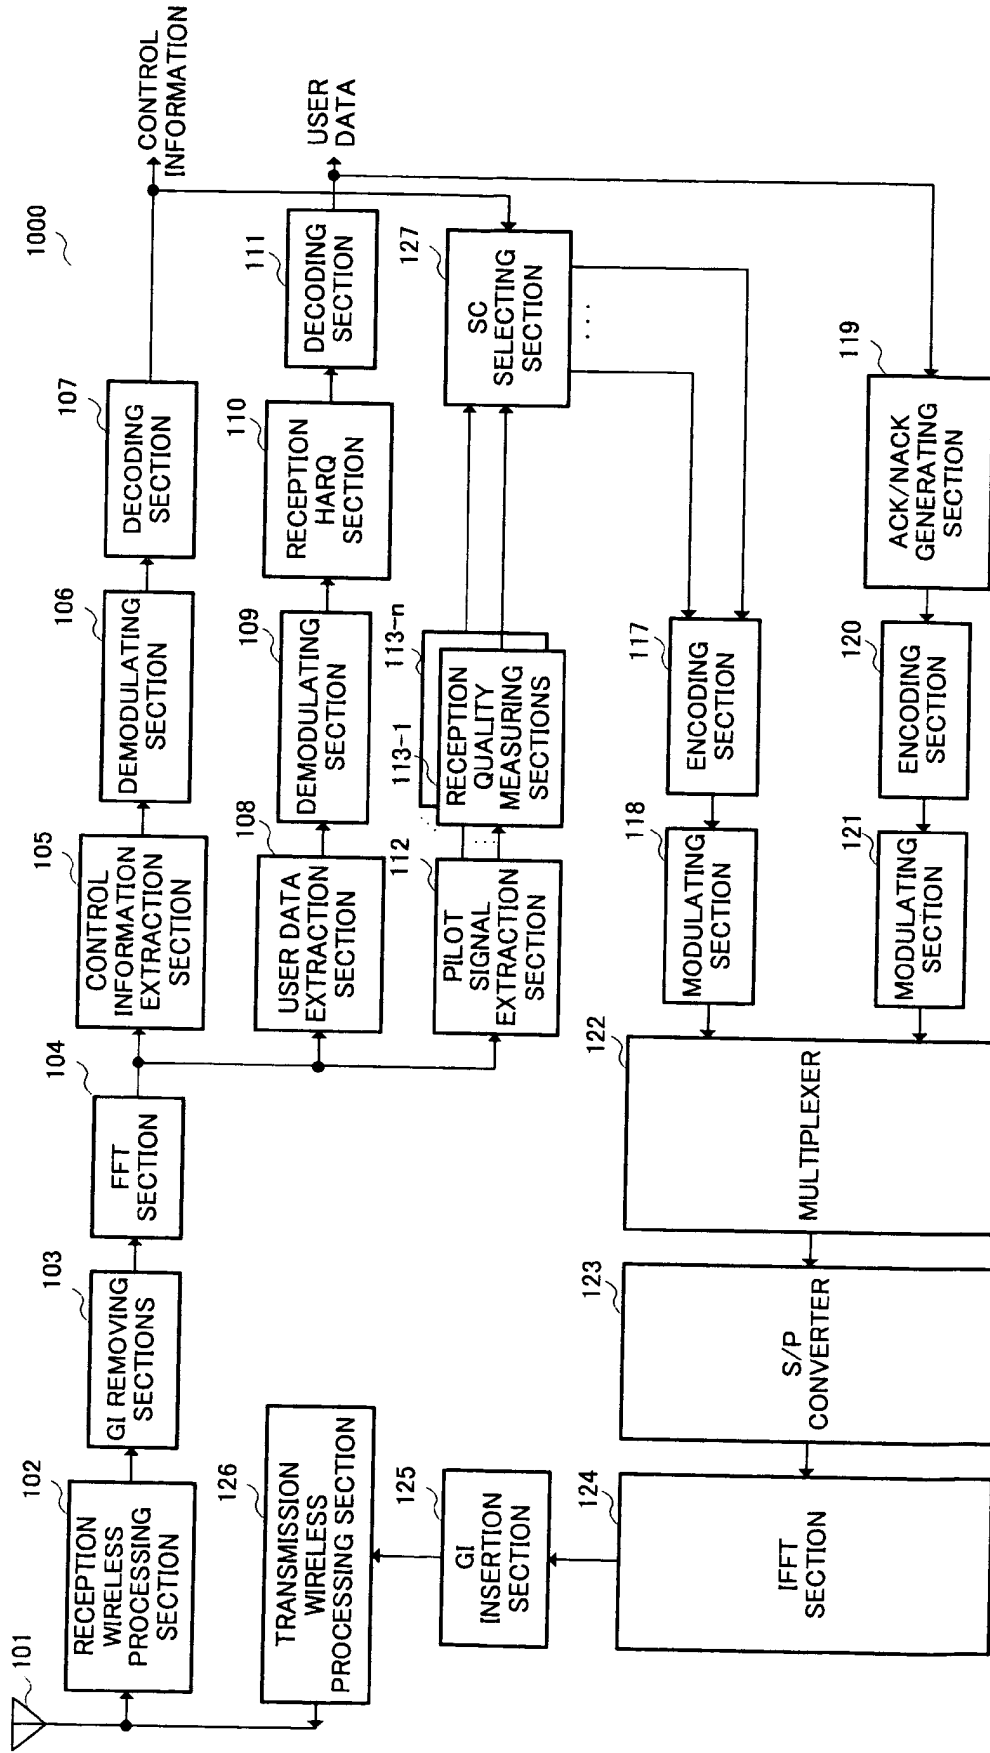 1000
101
102
RECEPTION
WIRELESS
PROCESSING
SECTION
103
GI REMOVING
SECTIONS
104
FFT
SECTION
105
CONTROL
INFORMATION
EXTRACTION
SECTION
106
DEMODULATING
SECTION
107
DECODING
SECTION
CONTROL
INFORMATION
108
USER DATA
EXTRACTION
SECTION
109
DEMODULATING
SECTION
110
RECEPTION
HARQ
SECTION
111
DECODING
SECTION
USER
DATA
112
PILOT
SIGNAL
EXTRACTION
SECTION
113-1
113-n
RECEPTION
QUALITY
MEASURING
SECTIONS
127
SC
SELECTING
SECTION
126
TRANSMISSION
WIRELESS
PROCESSING SECTION
125
GI
INSERTION
SECTION
124
IFFT
SECTION
123
S/P
CONVERTER
122
MULTIPLEXER
118
MODULATING
SECTION
117
ENCODING
SECTION
121
MODULATING
SECTION
120
ENCODING
SECTION
119
ACK/NACK
GENERATING
SECTION